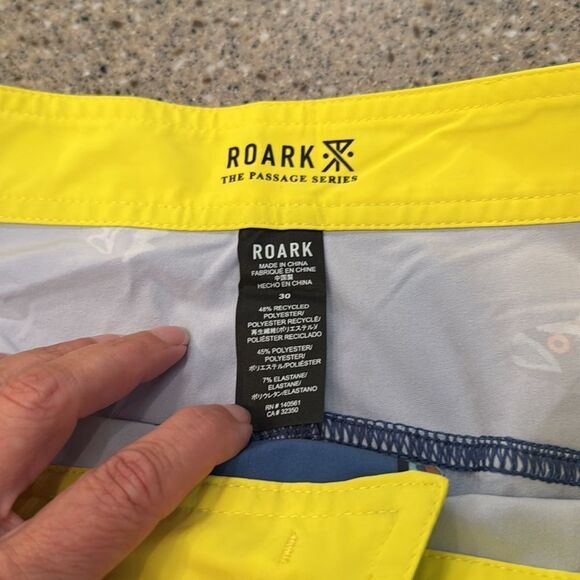 ROARK
THE PASSAGE SERIES
ROARK
MADE IN CHINA
FABRIQUÉ EN CHINE
中国製
HECHO EN CHINA
30
48% RECYCLED
POLYESTER/
POLYESTER RECYCLÉ/
再生繊維(ポリエステル)/
POLIÉSTER RECICLADO
45% POLYESTER/
POLYESTER/
ポリエステル/POLIÉSTER
7% ELASTANE/
ÉLASTANE/
ポリウレタン/ELASTANO
RN # 140561
CA# 32350